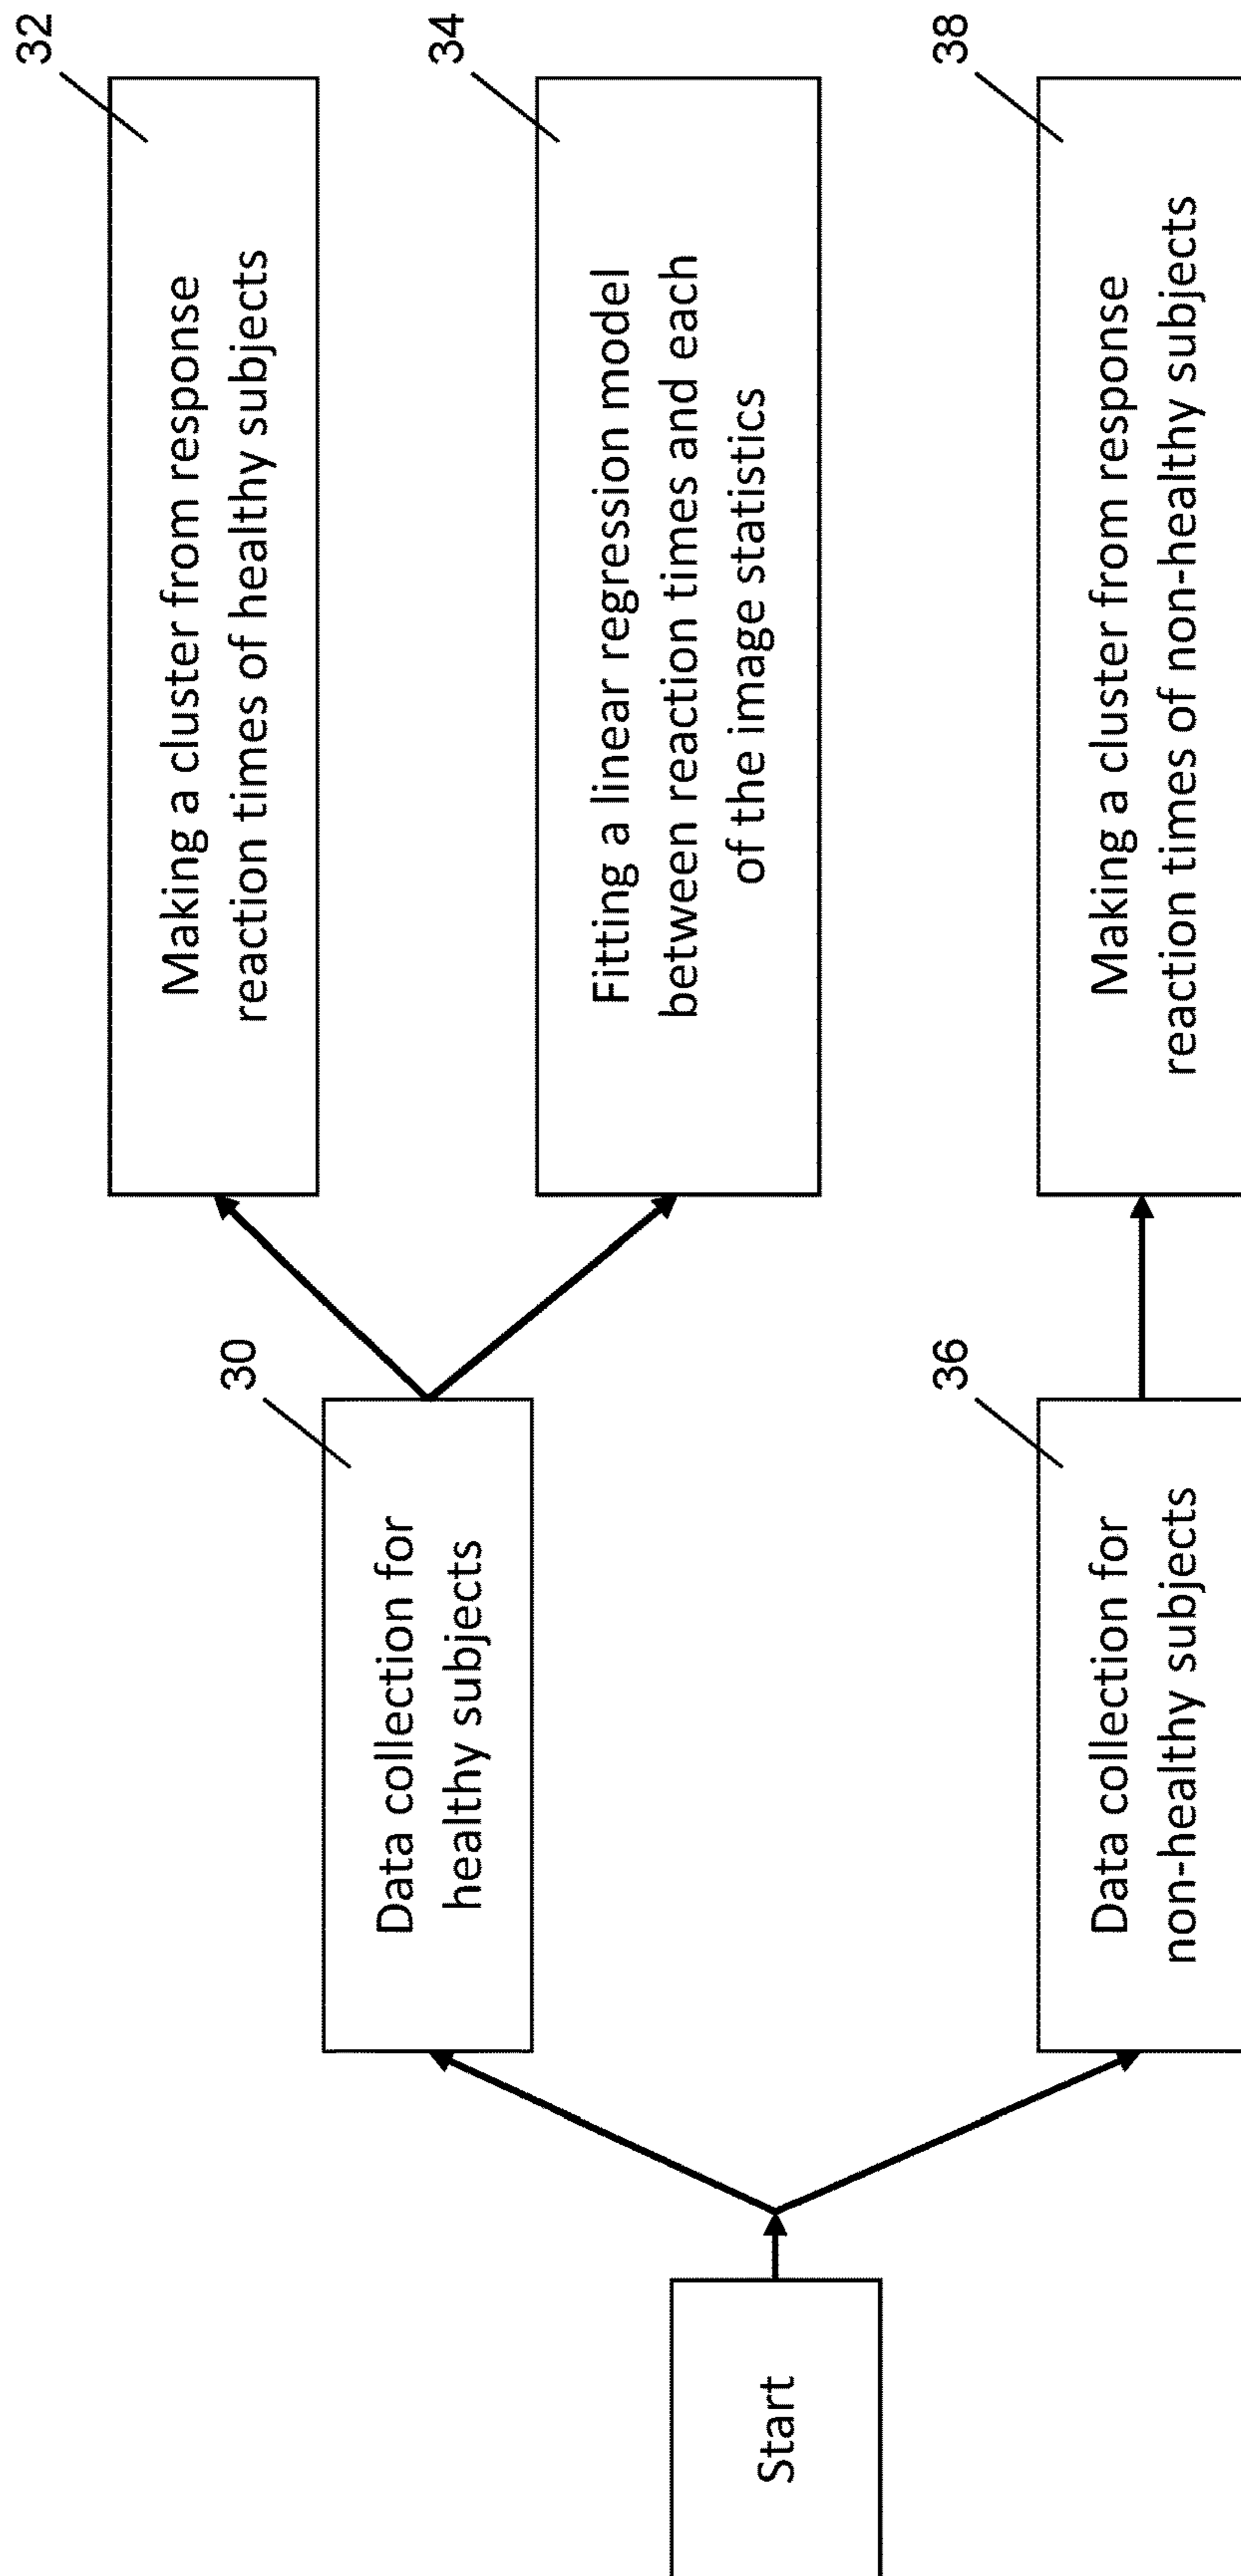 Start
30
Data collection for
healthy subjects
32
Making a cluster from response
reaction times of healthy subjects
34
Fitting a linear regression model
between reaction times and each
of the image statistics
36
Data collection for
non-healthy subjects
38
Making a cluster from response
reaction times of non-healthy subjects